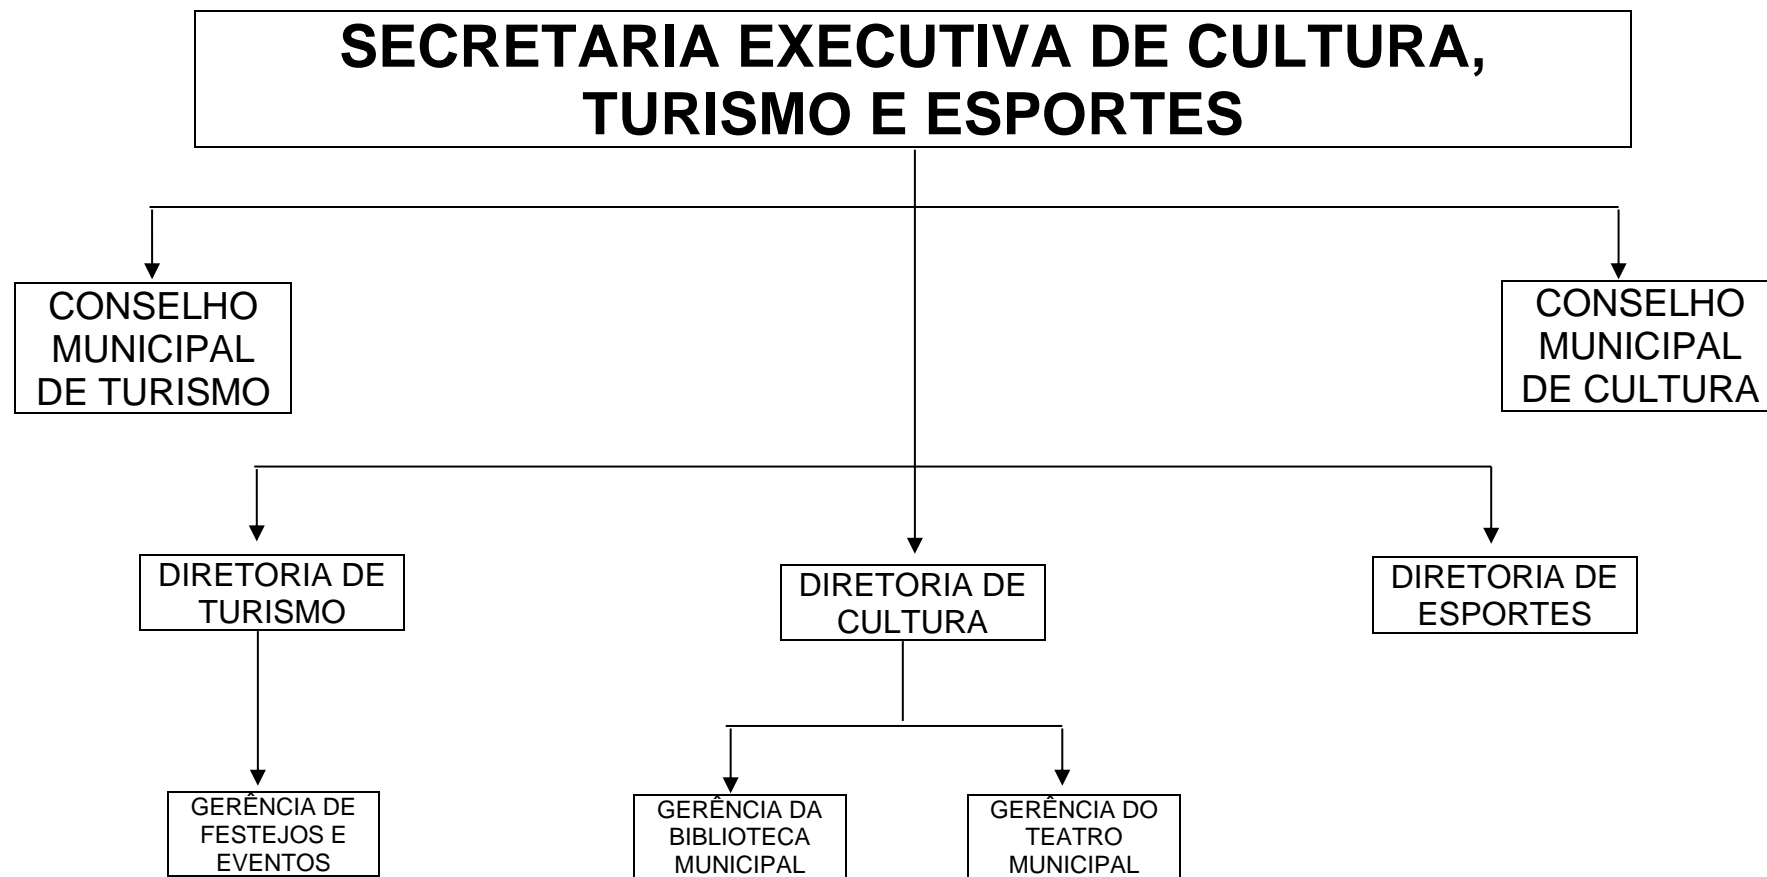 SECRETARIA EXECUTIVA DE CULTURA,
TURISMO E ESPORTES
CONSELHO
MUNICIPAL
DE TURISMO
CONSELHO
MUNICIPAL
DE CULTURA
DIRETORIA DE
TURISMO
DIRETORIA DE
CULTURA
DIRETORIA DE
ESPORTES
GERÊNCIA DE
FESTEJOS E
EVENTOS
GERÊNCIA DA
BIBLIOTECA
MUNICIPAL
GERÊNCIA DO
TEATRO
MUNICIPAL